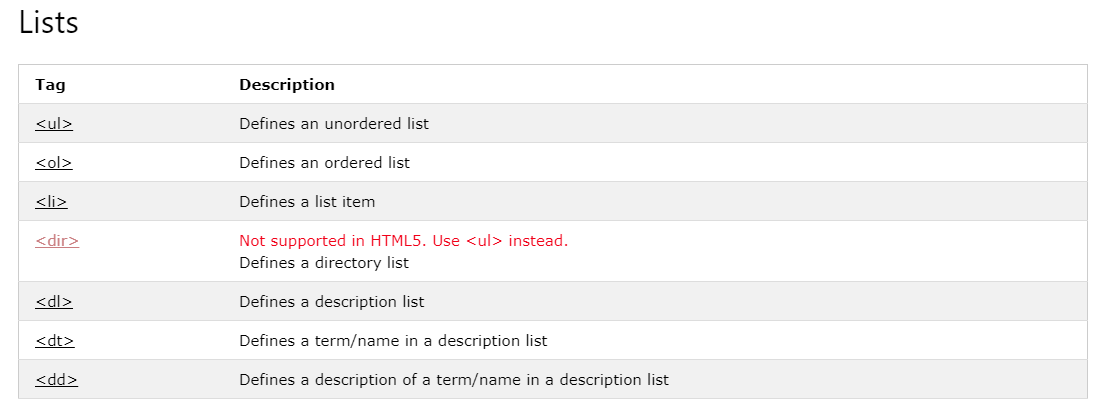 Lists
Tag Description
<ul> Defines an unordered list
<ol> Defines an ordered list
<li> Defines a list item
<dir> Not supported in HTML5. Use <ul> instead.
Defines a directory list
<dl> Defines a description list
<dt> Defines a term/name in a description list
<dd> Defines a description of a term/name in a description list